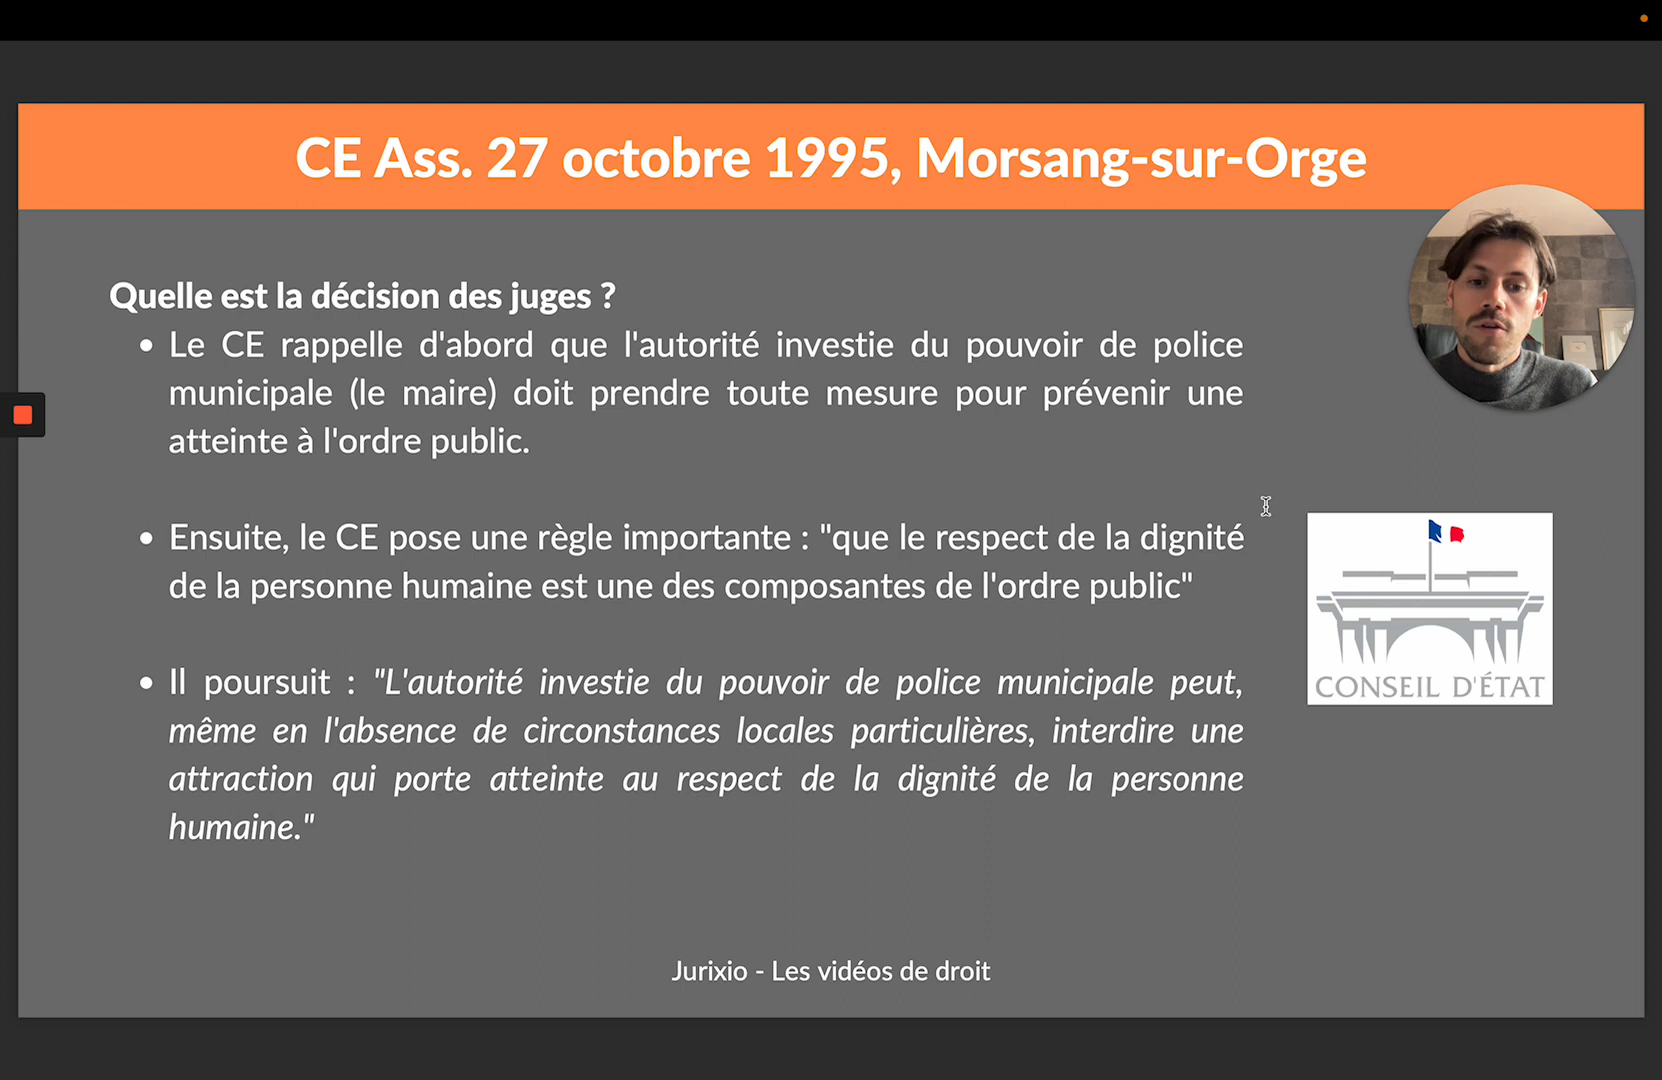 CE Ass. 27 octobre 1995, Morsang-sur-Orge
Quelle est la décision des juges ?
• Le CE rappelle d'abord que l'autorité investie du pouvoir de police
municipale (le maire) doit prendre toute mesure pour prévenir une
atteinte à l'ordre public.
• Ensuite, le CE pose une règle importante : "que le respect de la dignité
de la personne humaine est une des composantes de l'ordre public"
• Il poursuit : "L'autorité investie du pouvoir de police municipale peut,
même en l'absence de circonstances locales particulières, interdire une
attraction qui porte atteinte au respect de la dignité de la personne
humaine."
CONSEIL D'ÉTAT
Jurixio - Les vidéos de droit